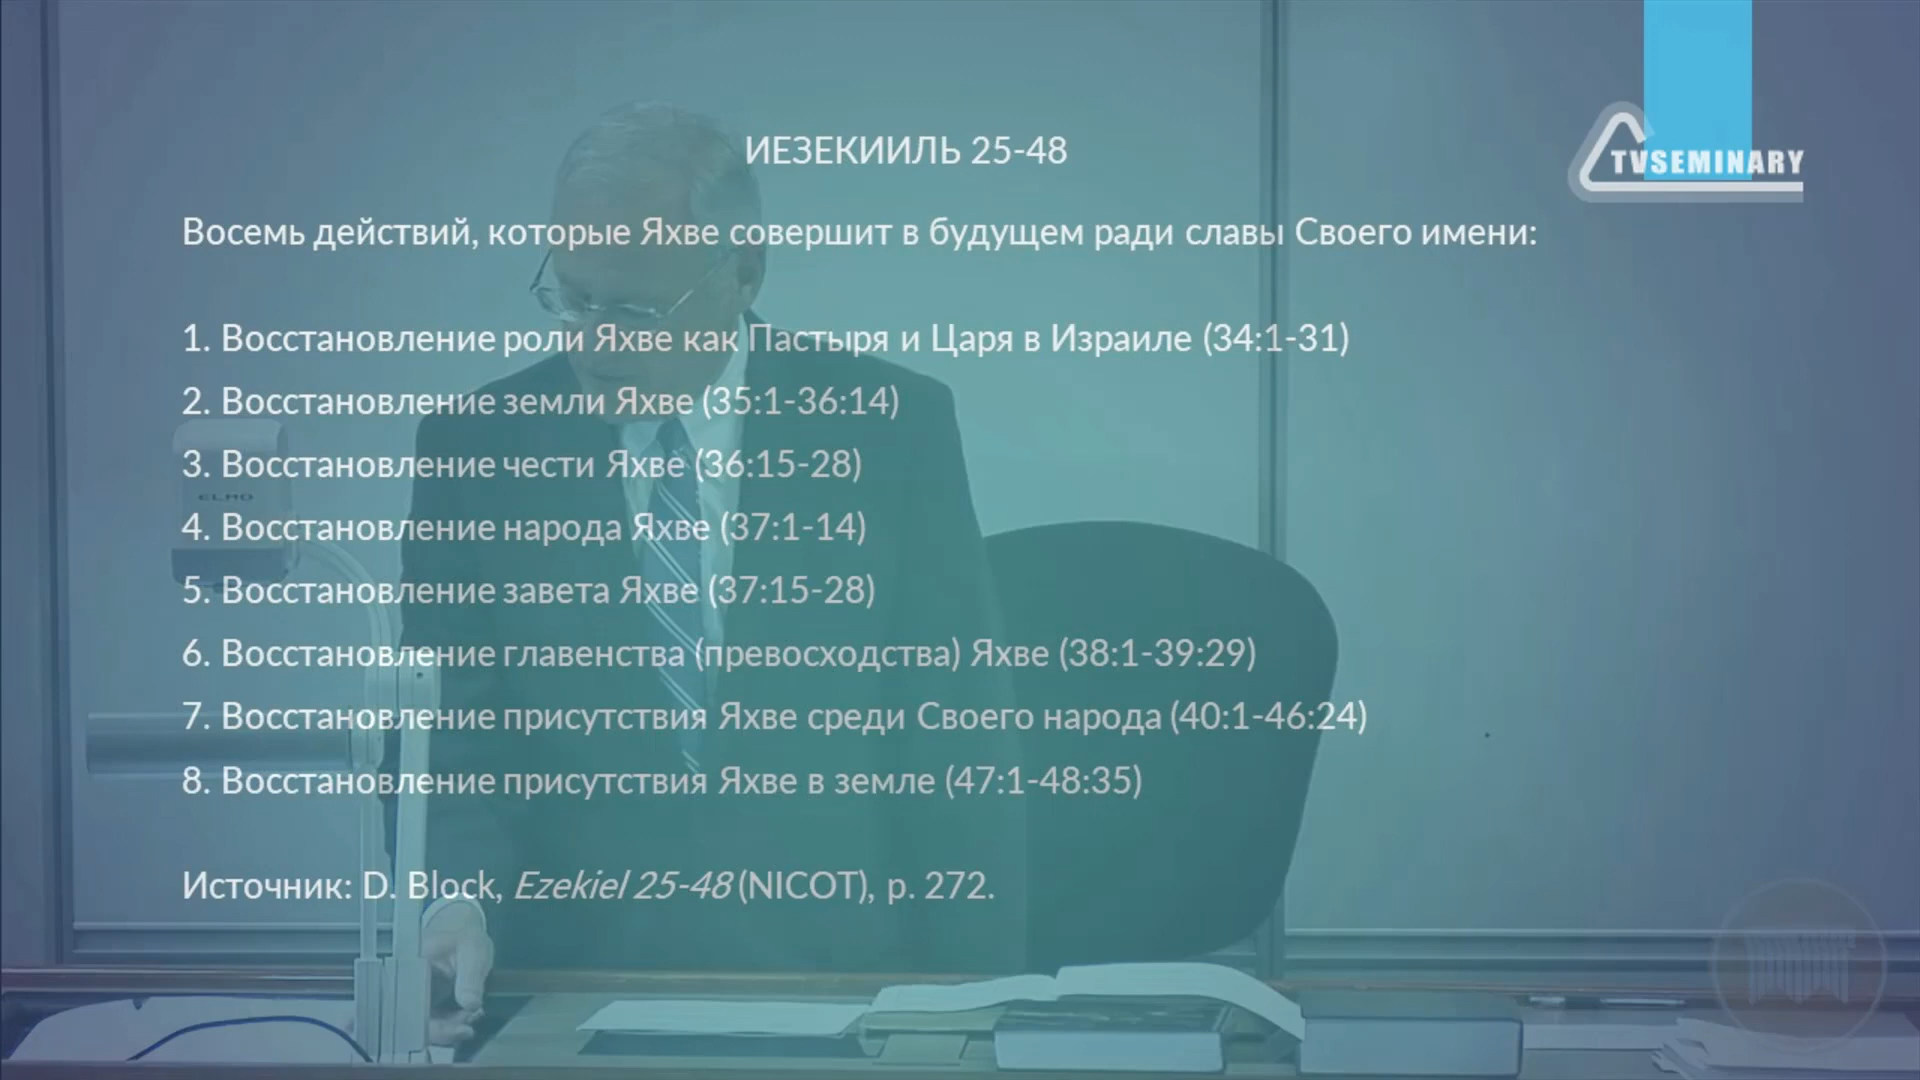 ИЕЗЕКИИЛЬ 25-48
TVSEMINARY
Восемь действий, которые Яхве совершит в будущем ради славы Своего имени:
1. Восстановление роли Яхве как Пастыря и Царя в Израиле (34:1-31)
2. Восстановление земли Яхве (35:1-36:14)
3. Восстановление чести Яхве (36:15-28)
ELMO
4. Восстановление народа Яхве (37:1-14)
5. Восстановление завета Яхве (37:15-28)
6. Восстановление главенства (превосходства) Яхве (38:1-39:29)
7. Восстановление присутствия Яхве среди Своего народа (40:1-46:24)
8. Восстановление присутствия Яхве в земле (47:1-48:35)
Источник: D. Block, Ezekiel 25-48 (NICOT), p. 272.